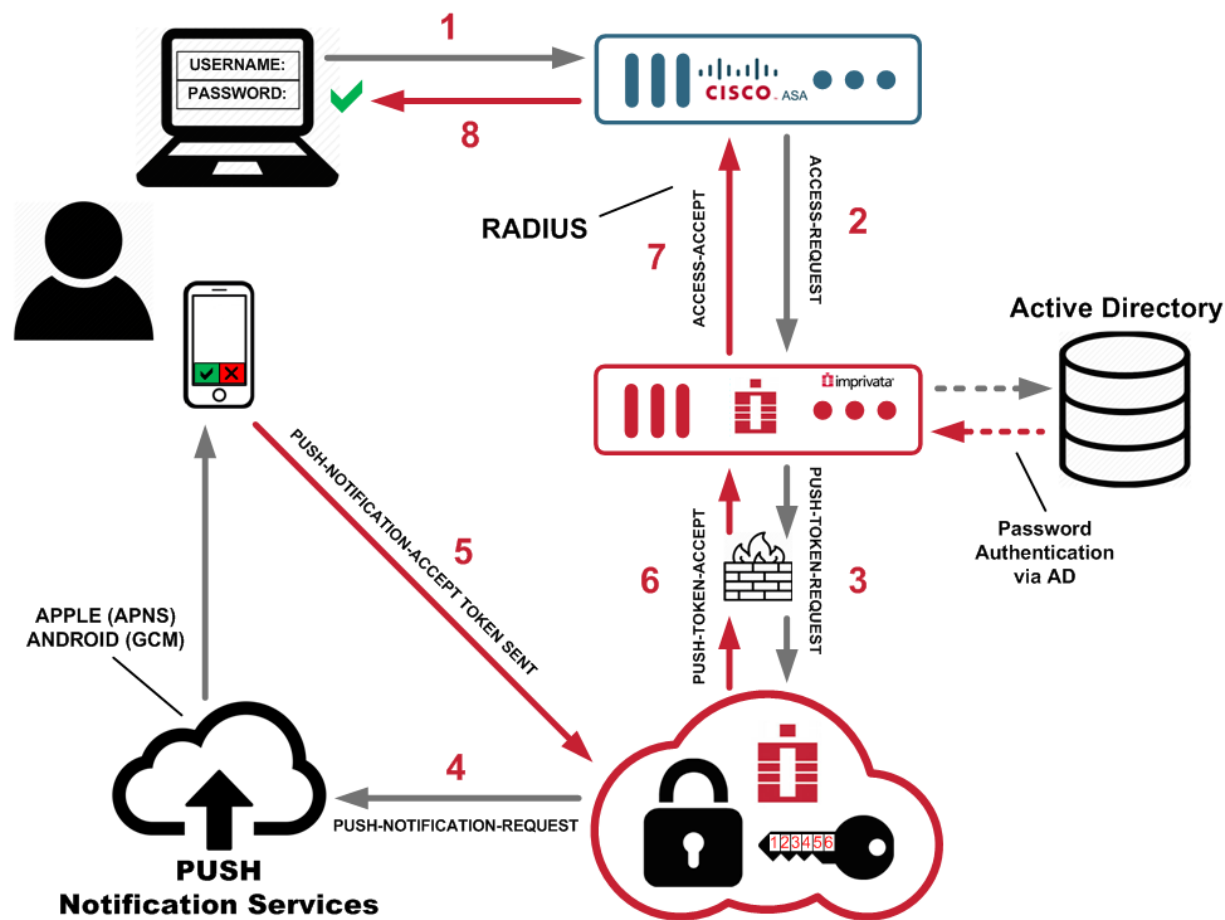 1
USERNAME:
PASSWORD:
8
CISCO ASA
RADIUS
ACCESS-ACCEPT
7
ACCESS-REQUEST
2
Active Directory
imprivata
Password
Authentication
via AD
PUSH-TOKEN-REQUEST
3
PUSH-TOKEN-ACCEPT
6
PUSH-NOTIFICATION-ACCEPT TOKEN SENT
5
APPLE (APNS)
ANDROID (GCM)
4
PUSH-NOTIFICATION-REQUEST
123456
PUSH
Notification Services